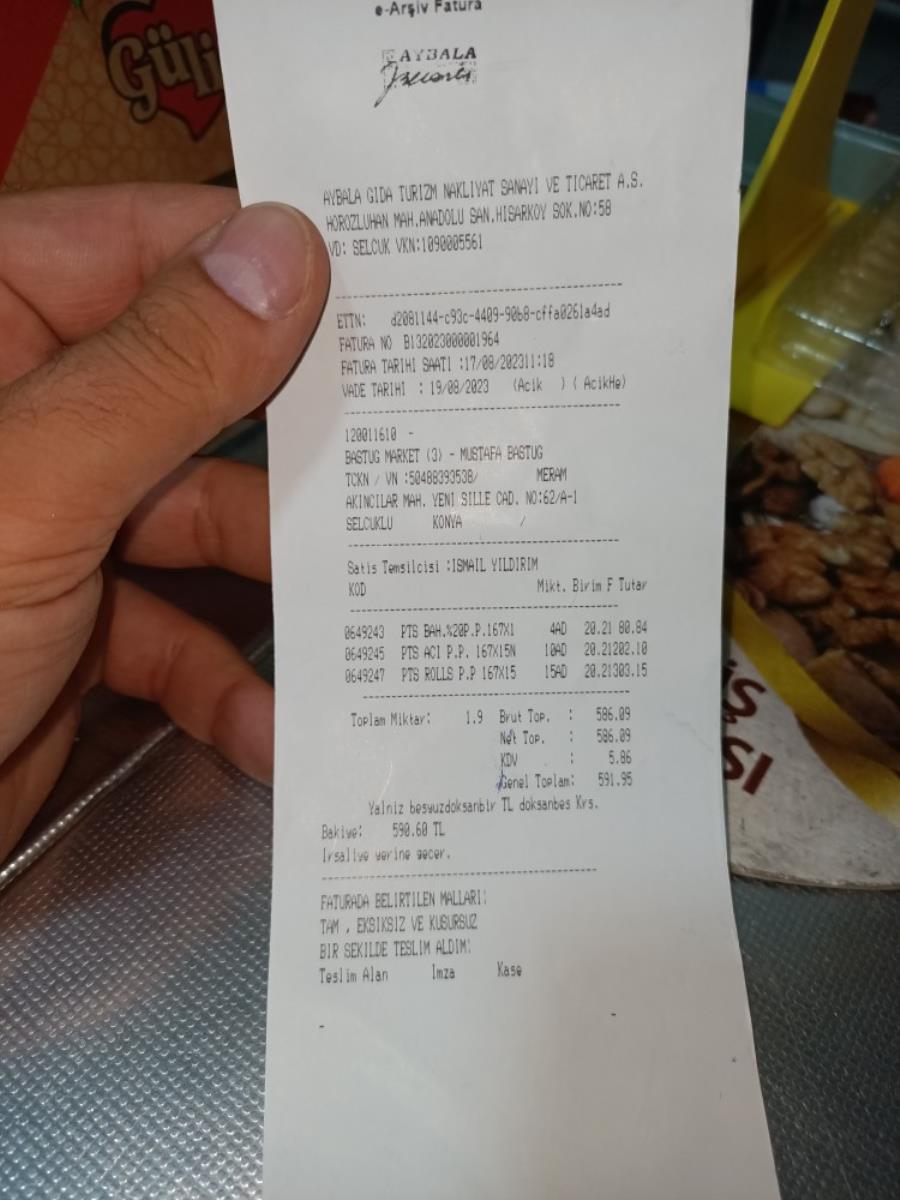 Güli
e-Arşiv Fatura
AYBALA
AYBALA GIDA TURIZM NAKLIYAT SANAYI VE TICARET A.S.
HOROZLUHAN MAH.ANADOLU SAN.HISARKOY SOK.NO:58
VD: SELCUK VKN:1090005561
ETTN: d2081144-c93c-4409-90b8-cffa0261a4ad
FATURA NO B132023000001964
FATURA TARIHI SAATI :17/08/202311:18
VADE TARIHI : 19/08/2023 (Acik ) ( AcikHe)
120011610 -
BASTUG MARKET (3) - MUSTAFA BASTUG
TCKN / VN :50488393538/ MERAM
AKINCILAR MAH. YENI SILLE CAD. NO:62/A-1
SELCUKLU KONYA /
Satis Temsilcisi :ISMAIL YILDIRIM
KOD Mikt. Birim F Tutar
0649243 PTS BAH.%20P.P.167X1 4AD 20.21 80.84
0649245 PTS ACI P.P. 167X15N 10AD 20.21202.10
0649247 PTS ROLLS P.P 167X15 15AD 20.21303.15
Toplam Miktar: 1.9 Brut Top. : 586.09
Net Top. : 586.09
KDV : 5.86
Genel Toplam: 591.95
Yalniz besyuzdoksanbir TL doksanbes Krs.
Bakiye: 590.60 TL
Irsaliye yerine gecer.
FATURADA BELIRTILEN MALLARI;
TAM , EKSIKSIZ VE KUSURSUZ
BIR SEKILDE TESLIM ALDIM!
Teslim Alan Imza Kase